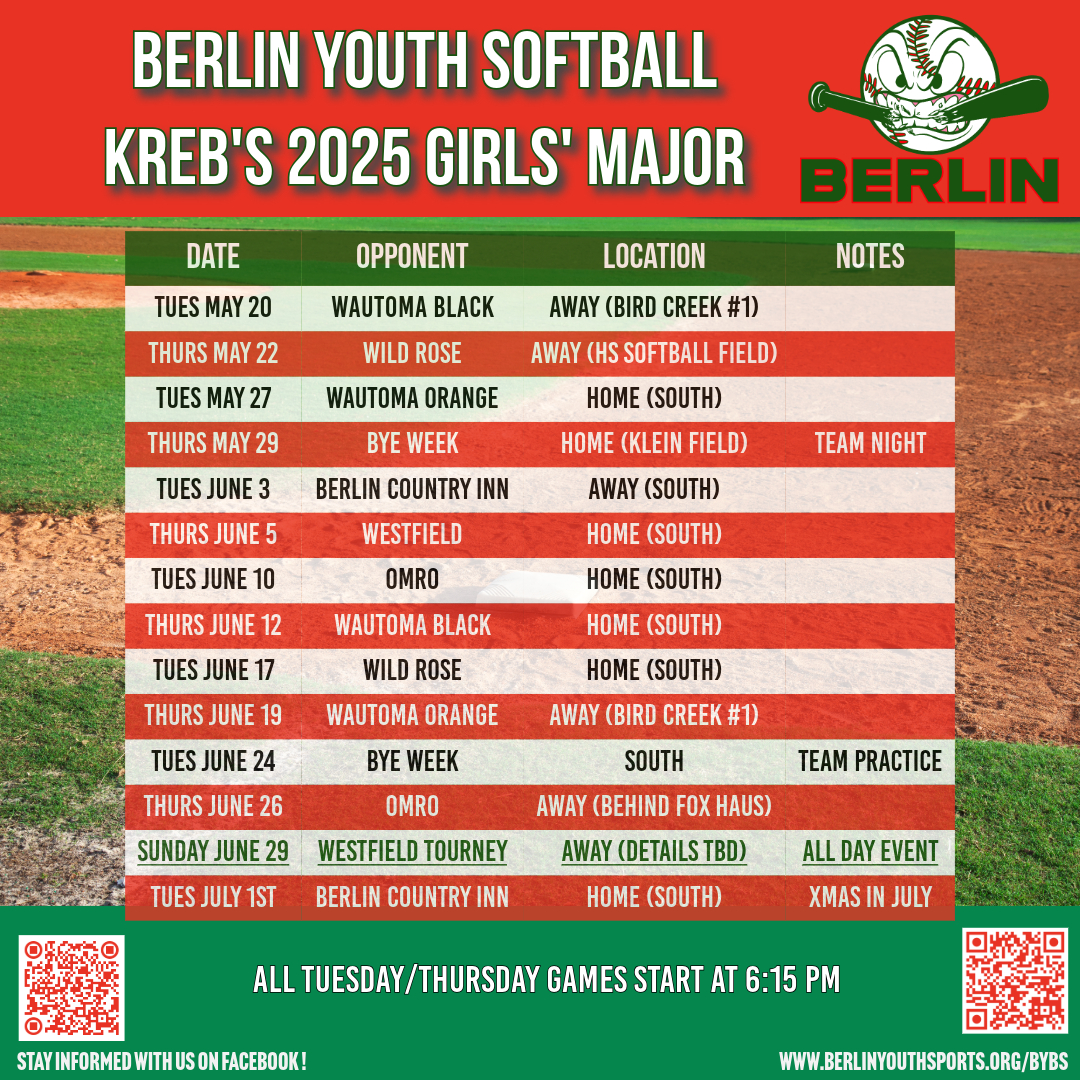 BERLIN YOUTH SOFTBALL
KREB'S 2025 GIRLS' MAJOR
BERLIN
DATE OPPONENT LOCATION NOTES
TUES MAY 20 WAUTOMA BLACK AWAY (BIRD CREEK #1)
THURS MAY 22 WILD ROSE AWAY (HS SOFTBALL FIELD)
TUES MAY 27 WAUTOMA ORANGE HOME (SOUTH)
THURS MAY 29 BYE WEEK HOME (KLEIN FIELD) TEAM NIGHT
TUES JUNE 3 BERLIN COUNTRY INN AWAY (SOUTH)
THURS JUNE 5 WESTFIELD HOME (SOUTH)
TUES JUNE 10 OMRO HOME (SOUTH)
THURS JUNE 12 WAUTOMA BLACK HOME (SOUTH)
TUES JUNE 17 WILD ROSE HOME (SOUTH)
THURS JUNE 19 WAUTOMA ORANGE AWAY (BIRD CREEK #1)
TUES JUNE 24 BYE WEEK SOUTH TEAM PRACTICE
THURS JUNE 26 OMRO AWAY (BEHIND FOX HAUS)
SUNDAY JUNE 29 WESTFIELD TOURNEY AWAY (DETAILS TBD) ALL DAY EVENT
TUES JULY 1ST BERLIN COUNTRY INN HOME (SOUTH) XMAS IN JULY
ALL TUESDAY/THURSDAY GAMES START AT 6:15 PM
STAY INFORMED WITH US ON FACEBOOK !
WWW.BERLINYOUTHSPORTS.ORG/BYBS